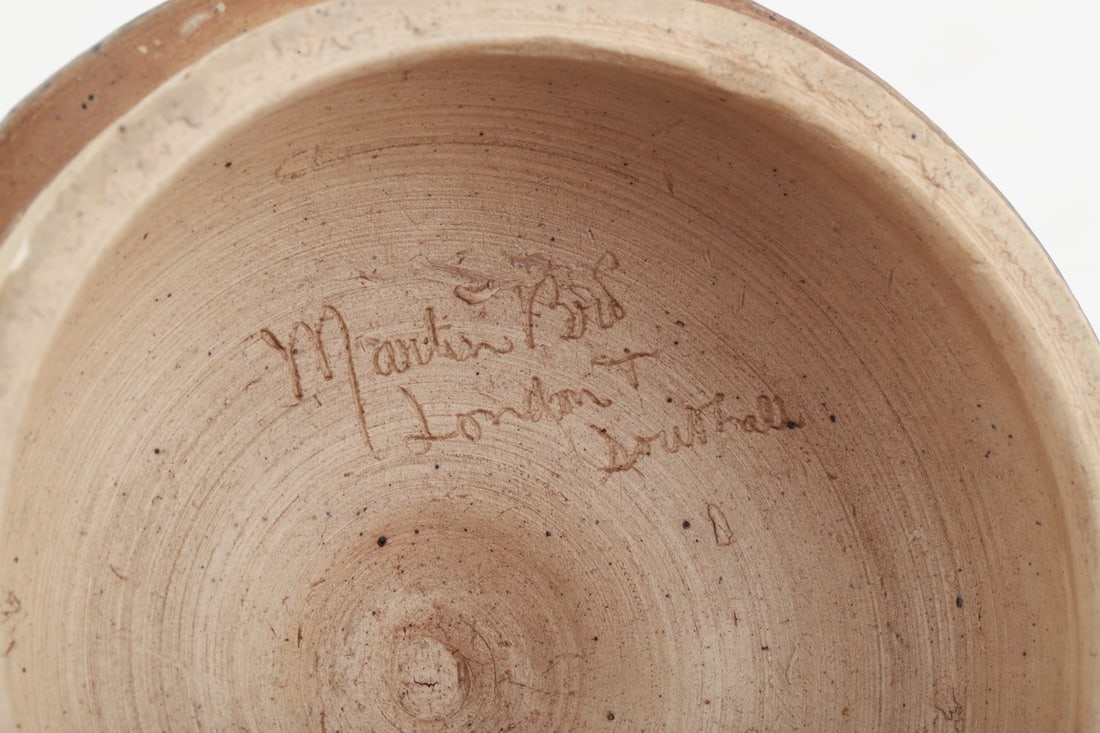 Martin Bros
London +
Southall